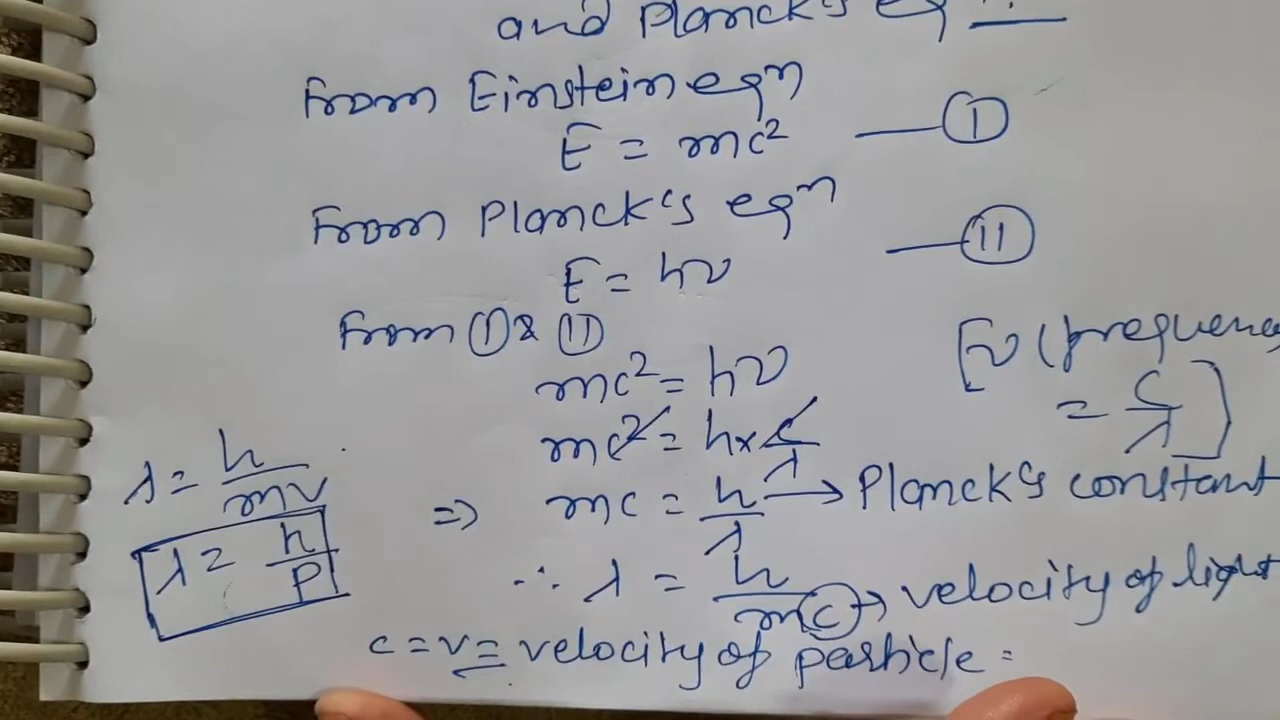 and Planck's eqn.
From Einstein eqn
E = mc² — (I)
From Planck's eqn
E = hν — (II)
From (I) & (II)
mc² = hν
[ν (frequenc
= c/λ]
mc² = h x c/λ
=> mc = h/λ → Planck's constant
∴ λ = h/mc → velocity of light
c = v = velocity of particle =
λ = h/mv
λ = h/p